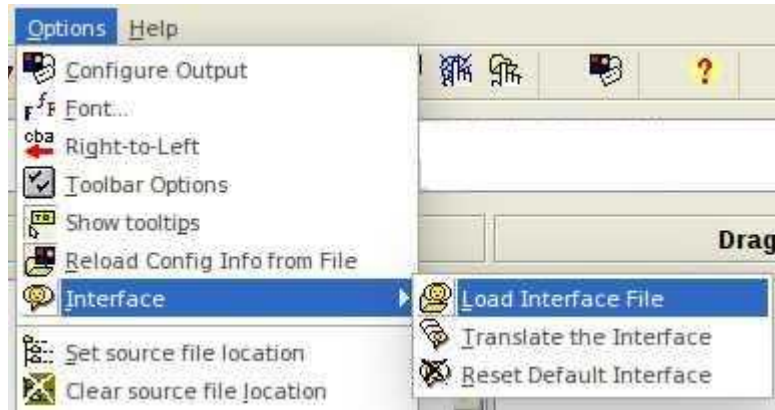 Options Help
?
Configure Output
F f F Font...
cba Right-to-Left
Toolbar Options
Show tooltips
Drag
Reload Config Info from File
Interface
Load Interface File
Translate the Interface
Reset Default Interface
Set source file location
Clear source file location